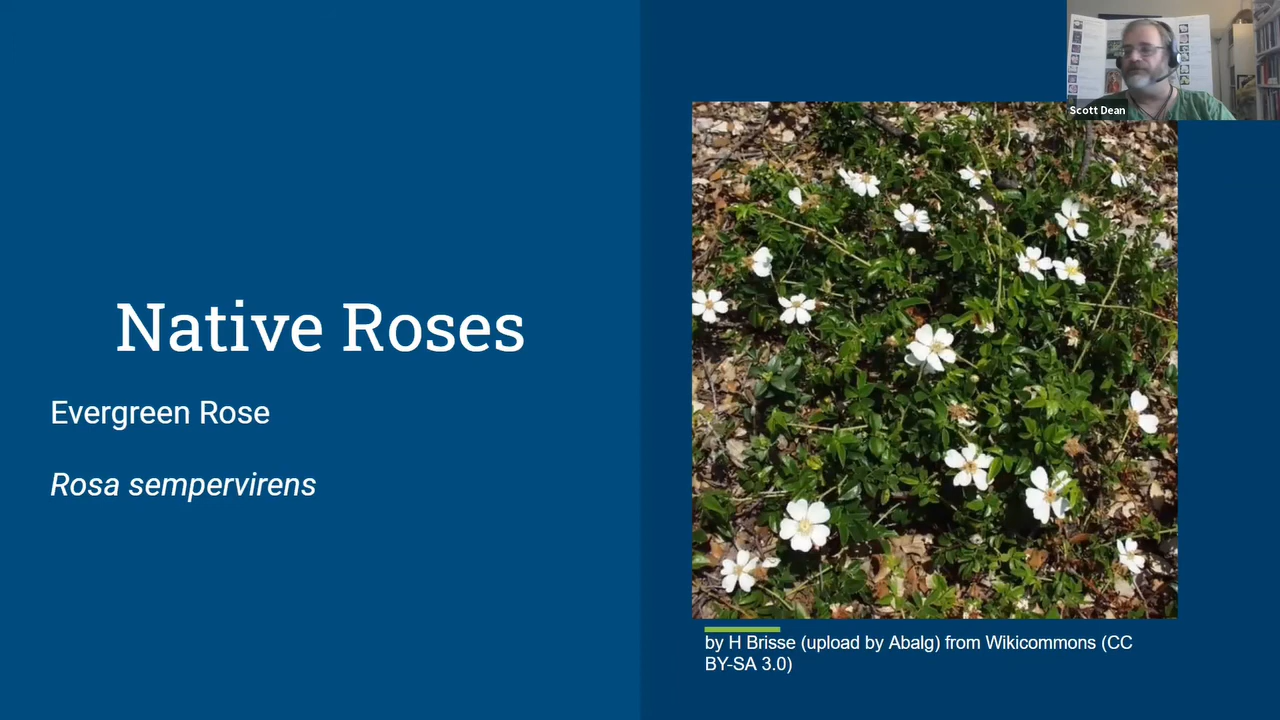 Scott Dean
Native Roses
Evergreen Rose
Rosa sempervirens
by H Brisse (upload by Abalg) from Wikicommons (CC
BY-SA 3.0)